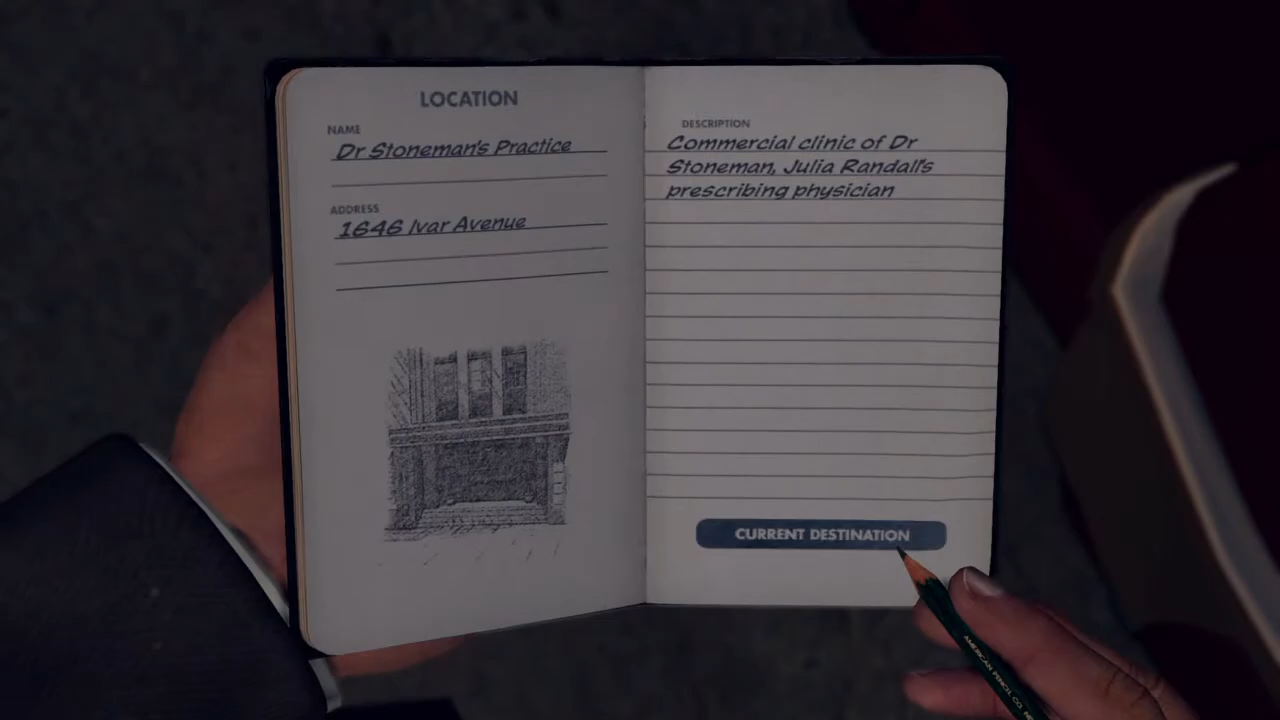 LOCATION
NAME
Dr Stoneman's Practice
ADDRESS
1646 Ivar Avenue
DESCRIPTION
Commercial clinic of Dr
Stoneman, Julia Randall's
prescribing physician
CURRENT DESTINATION
AMERICAN PENCIL CO.